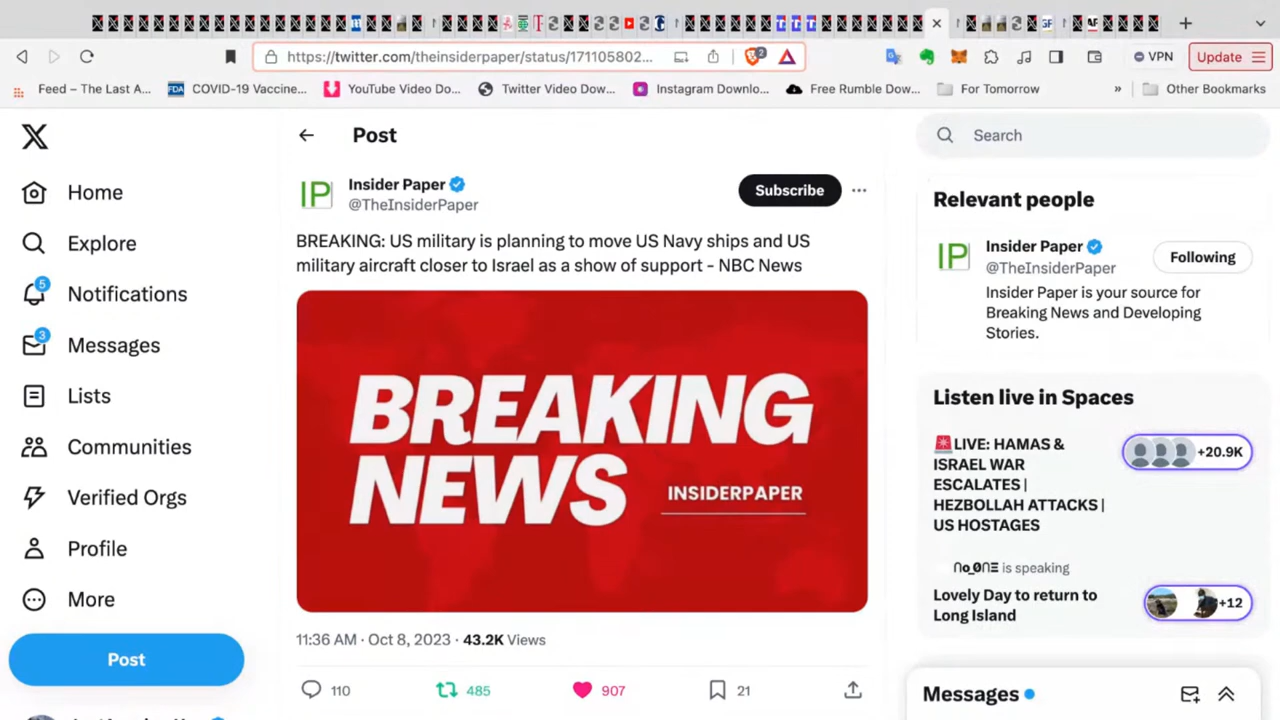 https://twitter.com/theinsiderpaper/status/171105802...
2
VPN
Update
Feed – The Last A...
FDA
COVID-19 Vaccine...
YouTube Video Do...
Twitter Video Dow...
Instagram Downlo...
Free Rumble Dow...
For Tomorrow
»
Other Bookmarks
Home
Explore
5
Notifications
3
Messages
Lists
Communities
Verified Orgs
Profile
More
Post
Post
IP
Insider Paper
@TheInsiderPaper
Subscribe
BREAKING: US military is planning to move US Navy ships and US
military aircraft closer to Israel as a show of support - NBC News
BREAKING
NEWS
INSIDERPAPER
11:36 AM · Oct 8, 2023 · 43.2K Views
110
485
907
21
Search
Relevant people
IP
Insider Paper
@TheInsiderPaper
Following
Insider Paper is your source for
Breaking News and Developing
Stories.
Listen live in Spaces
🚨LIVE: HAMAS &
ISRAEL WAR
ESCALATES |
HEZBOLLAH ATTACKS |
US HOSTAGES
+20.9K
is speaking
Lovely Day to return to
Long Island
+12
Messages